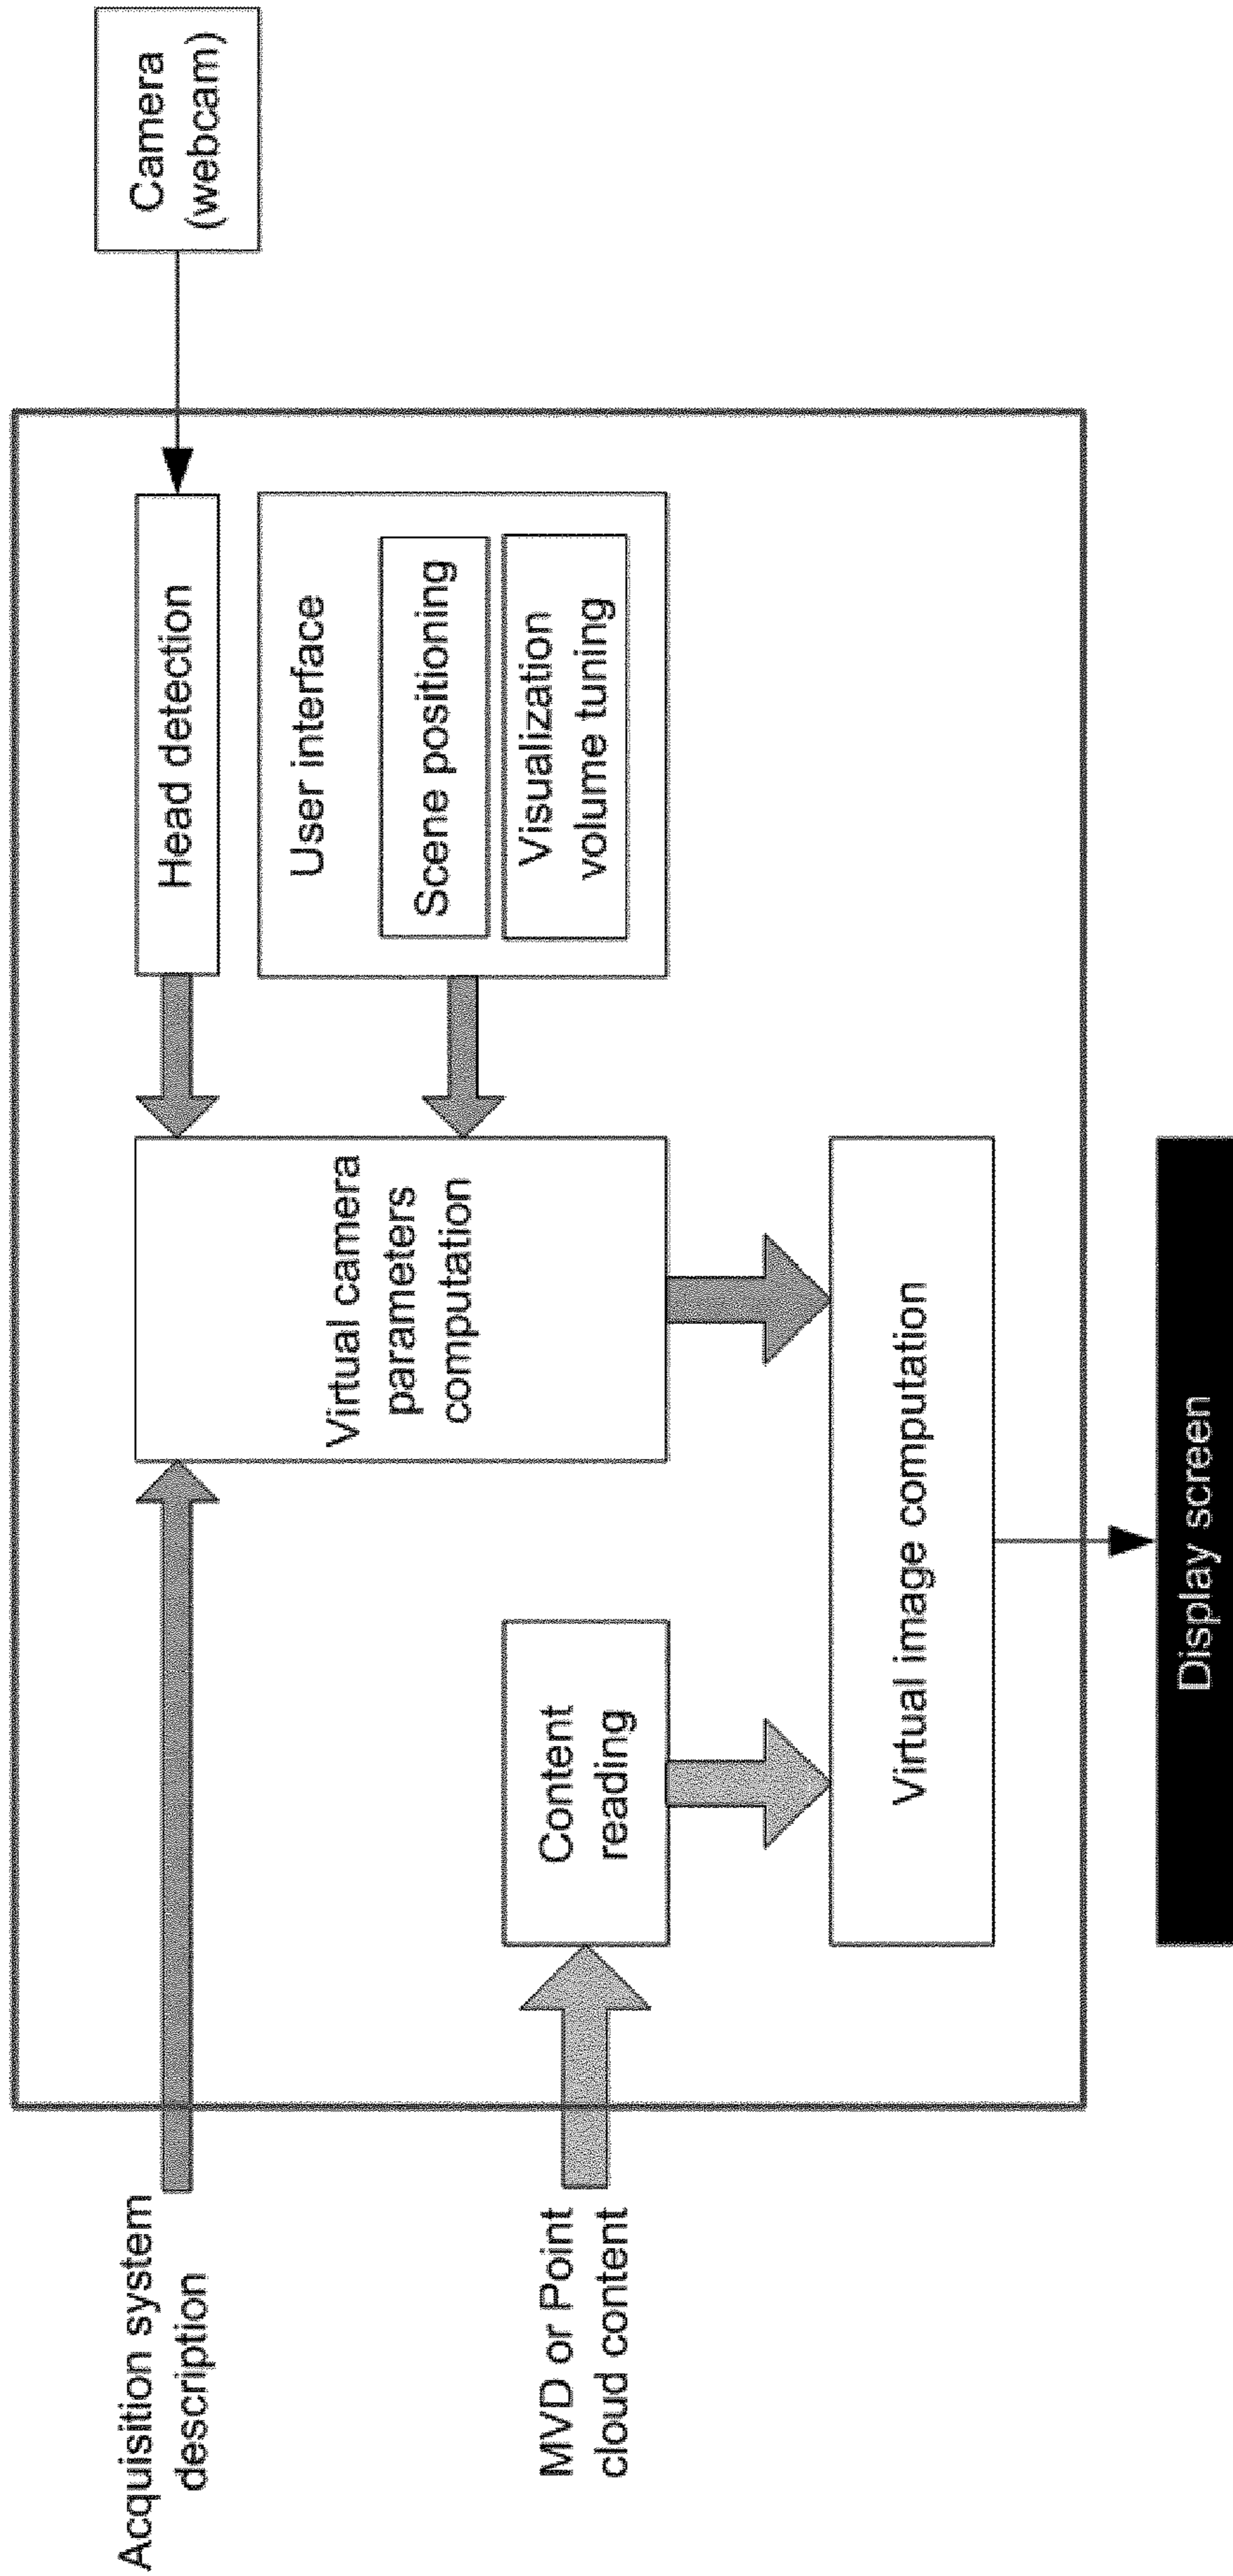 Acquisition system
description
Head detection
Camera
(webcam)
Virtual camera
parameters
computation
User interface
Scene positioning
Visualization
volume tuning
MVD or Point
cloud content
Content
reading
Virtual image computation
Display screen